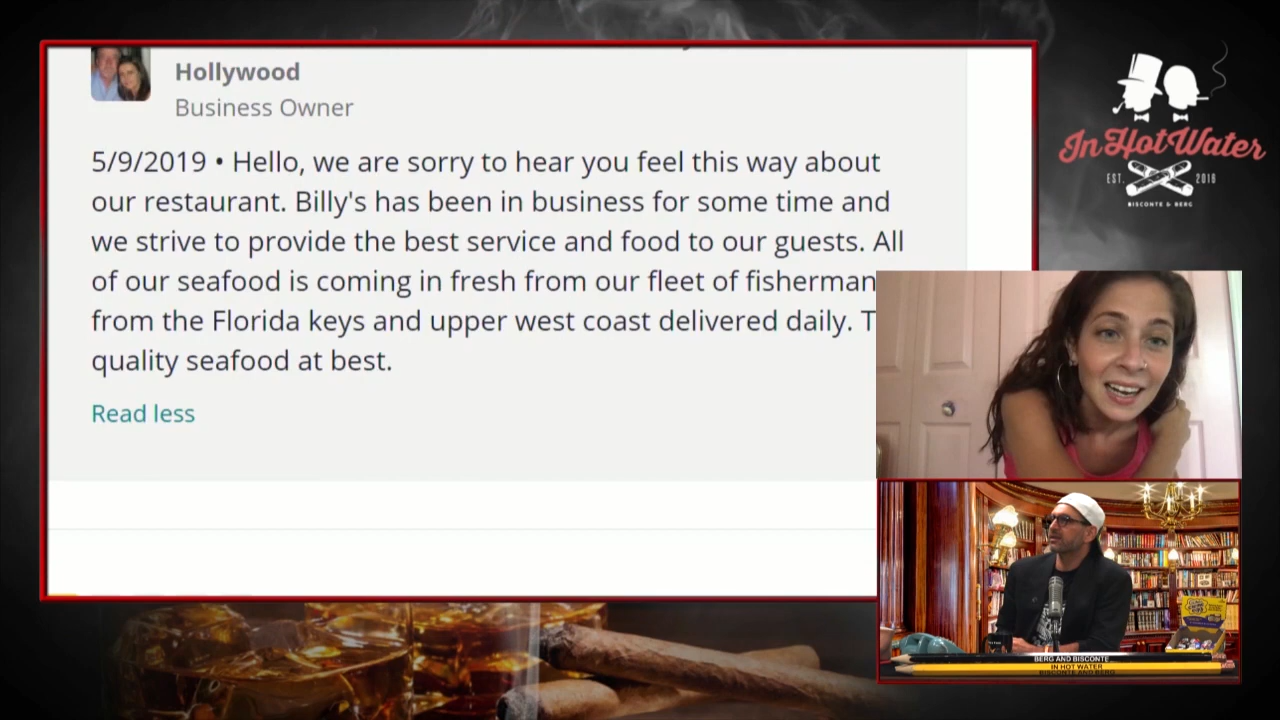 Hollywood
Business Owner
5/9/2019 • Hello, we are sorry to hear you feel this way about
our restaurant. Billy's has been in business for some time and
we strive to provide the best service and food to our guests. All
of our seafood is coming in fresh from our fleet of fisherman
from the Florida keys and upper west coast delivered daily. T
quality seafood at best.
Read less
In Hot Water
EST. 2016
BISCONTE & BERG
BERG AND BISCONTE
IN HOT WATER